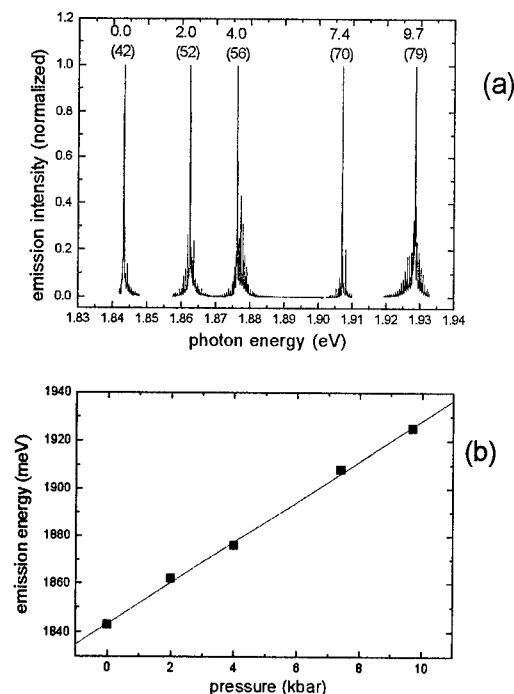 0.0 2.0 4.0 7.4 9.7
(42) (52) (56) (70) (79)
(a)
1.2
1.0
0.8
0.6
0.4
0.2
0.0
emission intensity (normalized)
1.83 1.84 1.85 1.86 1.87 1.88 1.89 1.90 1.91 1.92 1.93 1.94
photon energy (eV)
(b)
1940
1920
1900
1880
1860
1840
emission energy (meV)
0 2 4 6 8 10
pressure (kbar)